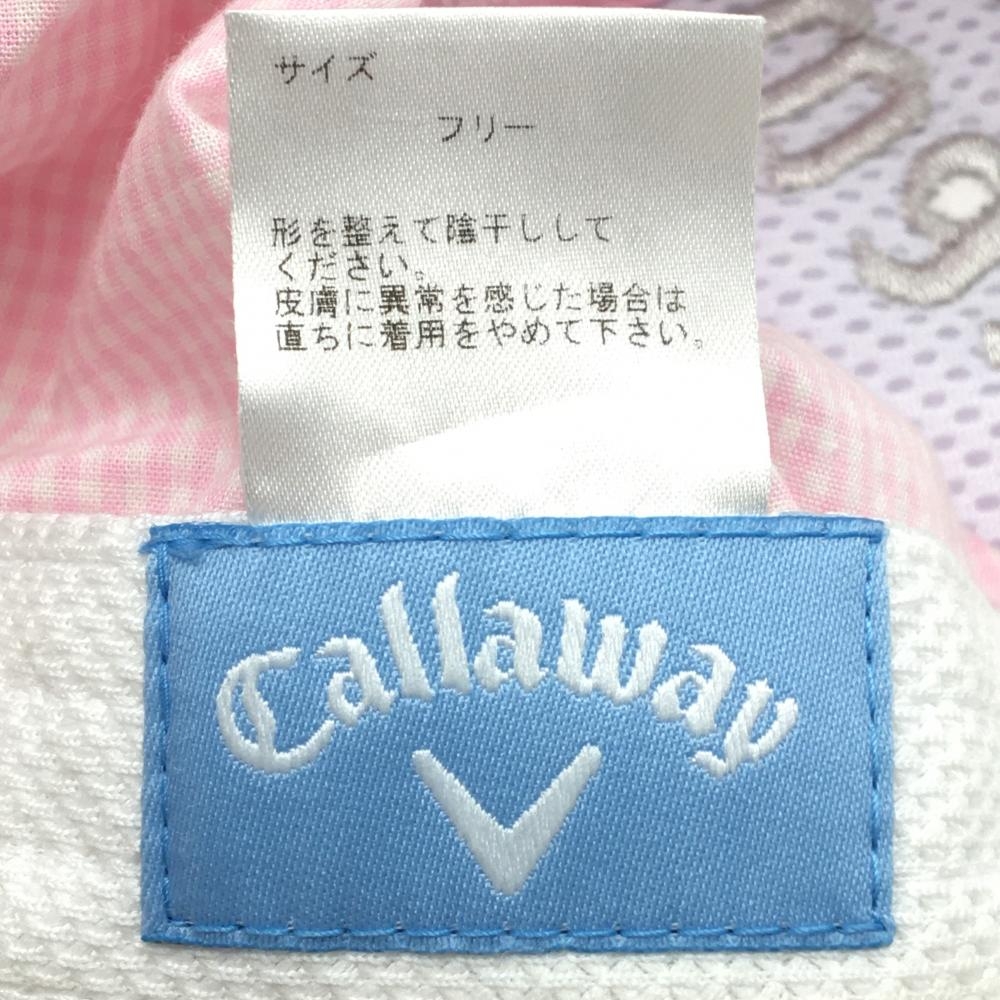 サイズ
フリー
形を整えて陰干しして
ください。
皮膚に異常を感じた場合は
直ちに着用をやめて下さい。
Callaway